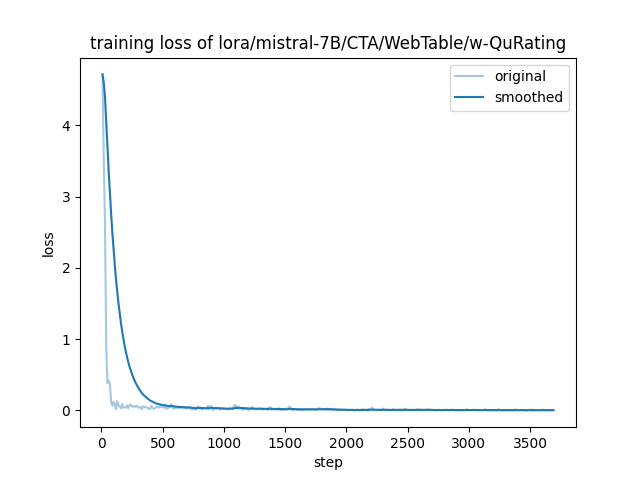 training loss of lora/mistral-7B/CTA/WebTable/w-QuRating
original
smoothed
4
3
2
1
0
loss
0 500 1000 1500 2000 2500 3000 3500
step